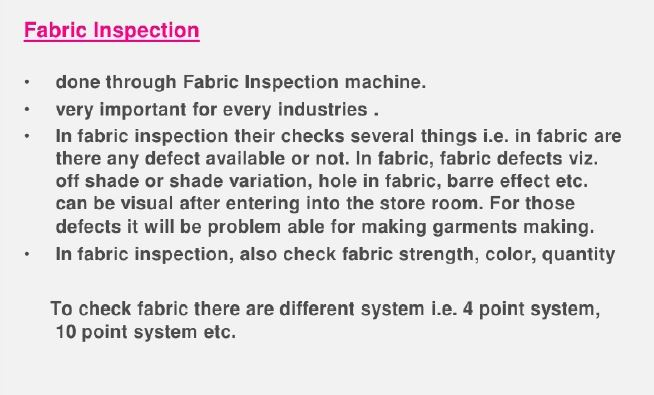 Fabric Inspection
• done through Fabric Inspection machine.
• very important for every industries .
• In fabric inspection their checks several things i.e. in fabric are
there any defect available or not. In fabric, fabric defects viz.
off shade or shade variation, hole in fabric, barre effect etc.
can be visual after entering into the store room. For those
defects it will be problem able for making garments making.
• In fabric inspection, also check fabric strength, color, quantity
To check fabric there are different system i.e. 4 point system,
10 point system etc.